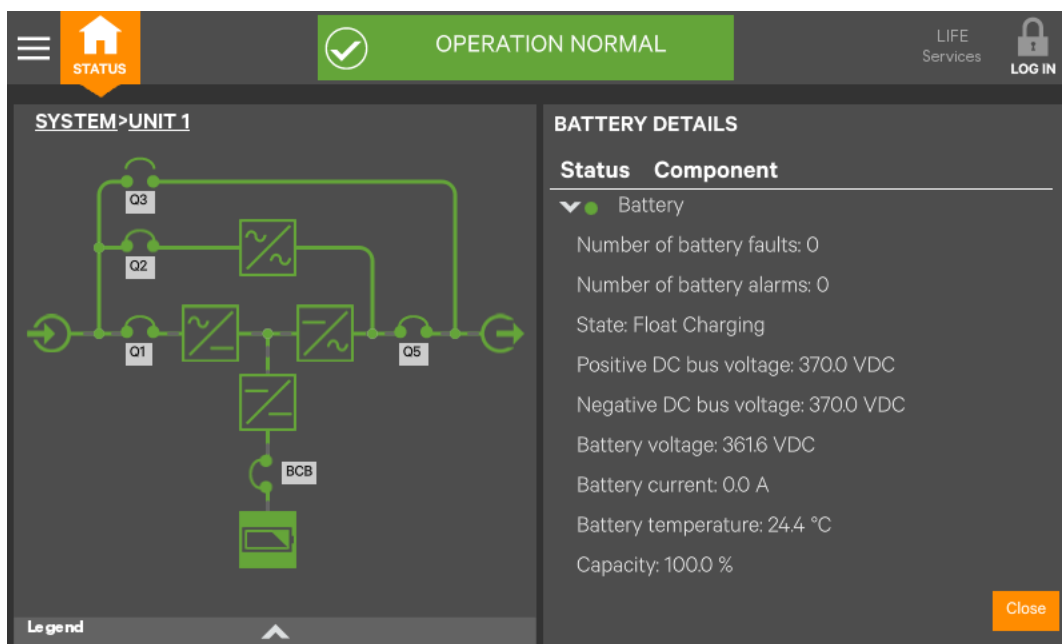 STATUS
OPERATION NORMAL
LIFE
Services
LOG IN
SYSTEM>UNIT 1
Q3
Q2
Q1
Q5
BCB
Legend
BATTERY DETAILS
Status Component
Battery
Number of battery faults: 0
Number of battery alarms: 0
State: Float Charging
Positive DC bus voltage: 370.0 VDC
Negative DC bus voltage: 370.0 VDC
Battery voltage: 361.6 VDC
Battery current: 0.0 A
Battery temperature: 24.4 °C
Capacity: 100.0 %
Close